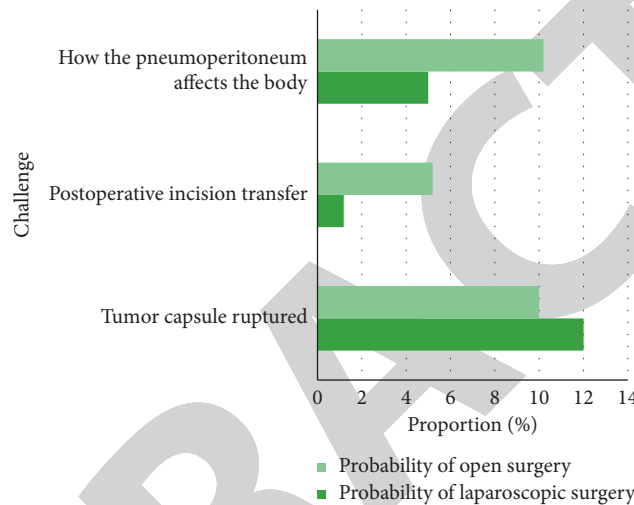 How the pneumoperitoneum
affects the body
Postoperative incision transfer
Tumor capsule ruptured
Challenge
0 2 4 6 8 10 12 14
Proportion (%)
Probability of open surgery
Probability of laparoscopic surgery